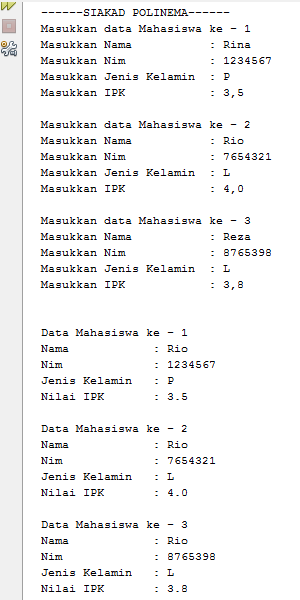 ------SIAKAD POLINEMA------
Masukkan data Mahasiswa ke - 1
Masukkan Nama : Rina
Masukkan Nim : 1234567
Masukkan Jenis Kelamin : P
Masukkan IPK : 3,5
Masukkan data Mahasiswa ke - 2
Masukkan Nama : Rio
Masukkan Nim : 7654321
Masukkan Jenis Kelamin : L
Masukkan IPK : 4,0
Masukkan data Mahasiswa ke - 3
Masukkan Nama : Reza
Masukkan Nim : 8765398
Masukkan Jenis Kelamin : L
Masukkan IPK : 3,8
Data Mahasiswa ke - 1
Nama : Rio
Nim : 1234567
Jenis Kelamin : P
Nilai IPK : 3.5
Data Mahasiswa ke - 2
Nama : Rio
Nim : 7654321
Jenis Kelamin : L
Nilai IPK : 4.0
Data Mahasiswa ke - 3
Nama : Rio
Nim : 8765398
Jenis Kelamin : L
Nilai IPK : 3.8